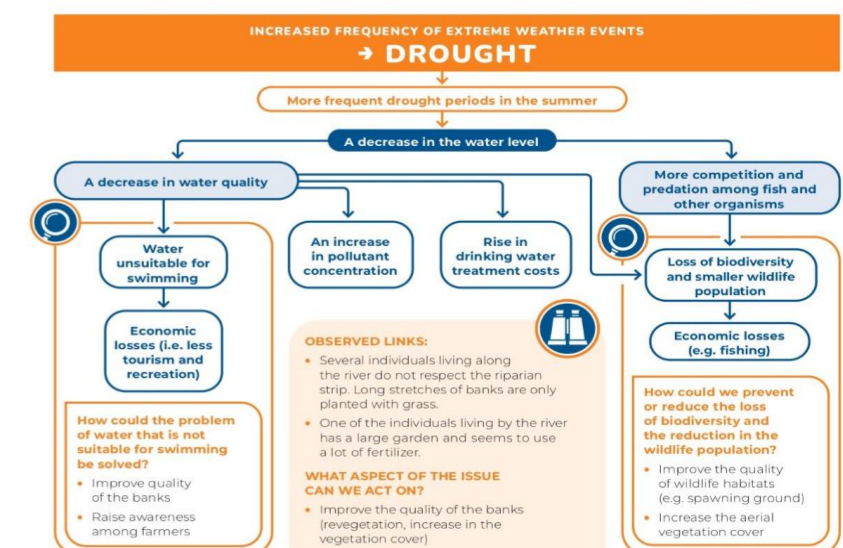 INCREASED FREQUENCY OF EXTREME WEATHER EVENTS
→ DROUGHT
More frequent drought periods in the summer
A decrease in the water level
A decrease in water quality
More competition and
predation among fish and
other organisms
Water
unsuitable for
swimming
An increase
in pollutant
concentration
Rise in
drinking water
treatment costs
Loss of biodiversity
and smaller wildlife
population
Economic
losses (i.e. less
tourism and
recreation)
Economic losses
(e.g. fishing)
How could the problem
of water that is not
suitable for swimming
be solved?
• Improve quality
of the banks
• Raise awareness
among farmers
OBSERVED LINKS:
• Several individuals living along
the river do not respect the riparian
strip. Long stretches of banks are only
planted with grass.
• One of the individuals living by the river
has a large garden and seems to use
a lot of fertilizer.
WHAT ASPECT OF THE ISSUE
CAN WE ACT ON?
• Improve the quality of the banks
(revegetation, increase in the
vegetation cover)
How could we prevent
or reduce the loss
of biodiversity and
the reduction in the
wildlife population?
• Improve the quality
of wildlife habitats
(e.g. spawning ground)
• Increase the aerial
vegetation cover